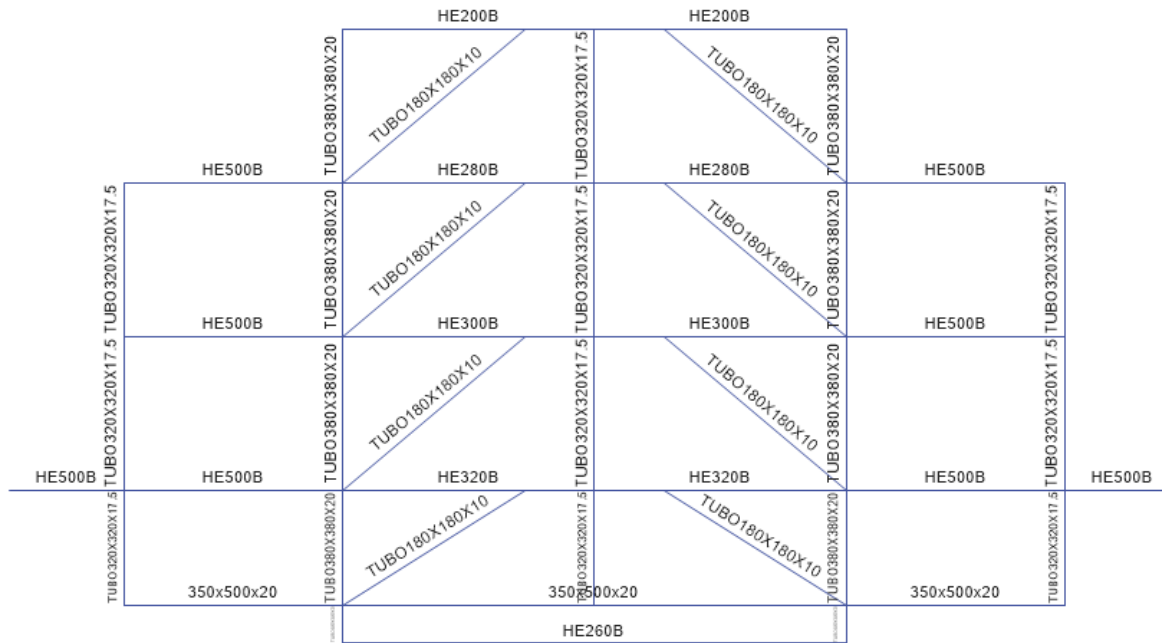 HE200B HE200B
TUBO380X380X20 TUBO180X180X10 TUBO320X320X17.5 TUBO180X180X10 TUBO380X380X20
HE500B HE280B HE280B HE500B
TUBO320X320X17.5 TUBO380X380X20 TUBO180X180X10 TUBO320X320X17.5 TUBO180X180X10 TUBO380X380X20 TUBO320X320X17.5
HE500B HE300B HE300B HE500B
TUBO320X320X17.5 TUBO380X380X20 TUBO180X180X10 TUBO320X320X17.5 TUBO180X180X10 TUBO380X380X20 TUBO320X320X17.5
HE500B HE500B HE320B HE320B HE500B HE500B
TUBO320X320X17.5 TUBO380X380X20 TUBO180X180X10 TUBO320X320X17.5 TUBO180X180X10 TUBO380X380X20 TUBO320X320X17.5
350x500x20 350x500x20 350x500x20
HE260B